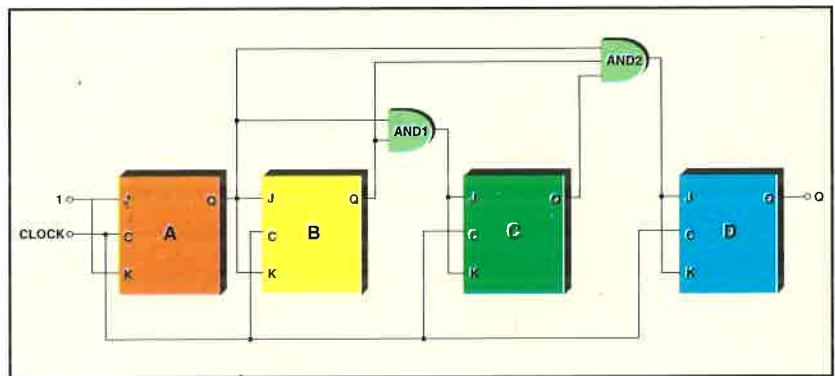 AND2
AND1
1 J Q J Q J Q J Q Q
A B C D
CLOCK C C C C
K K K K